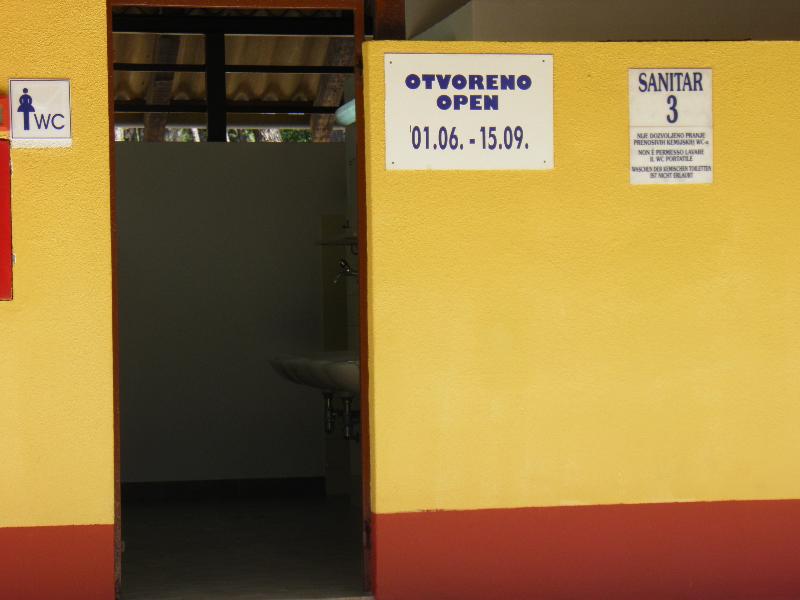 WC
OTVORENO
OPEN
01.06. - 15.09.
SANITAR
3
NIJE DOZVOLJENO PRANJE
PRENOSIVIH KEMIJSKIH WC-a
NON È PERMESSO LAVARE
IL WC PORTATILE
WASCHEN DER KEMISCHEN TOILETTEN
IST NICHT ERLAUBT